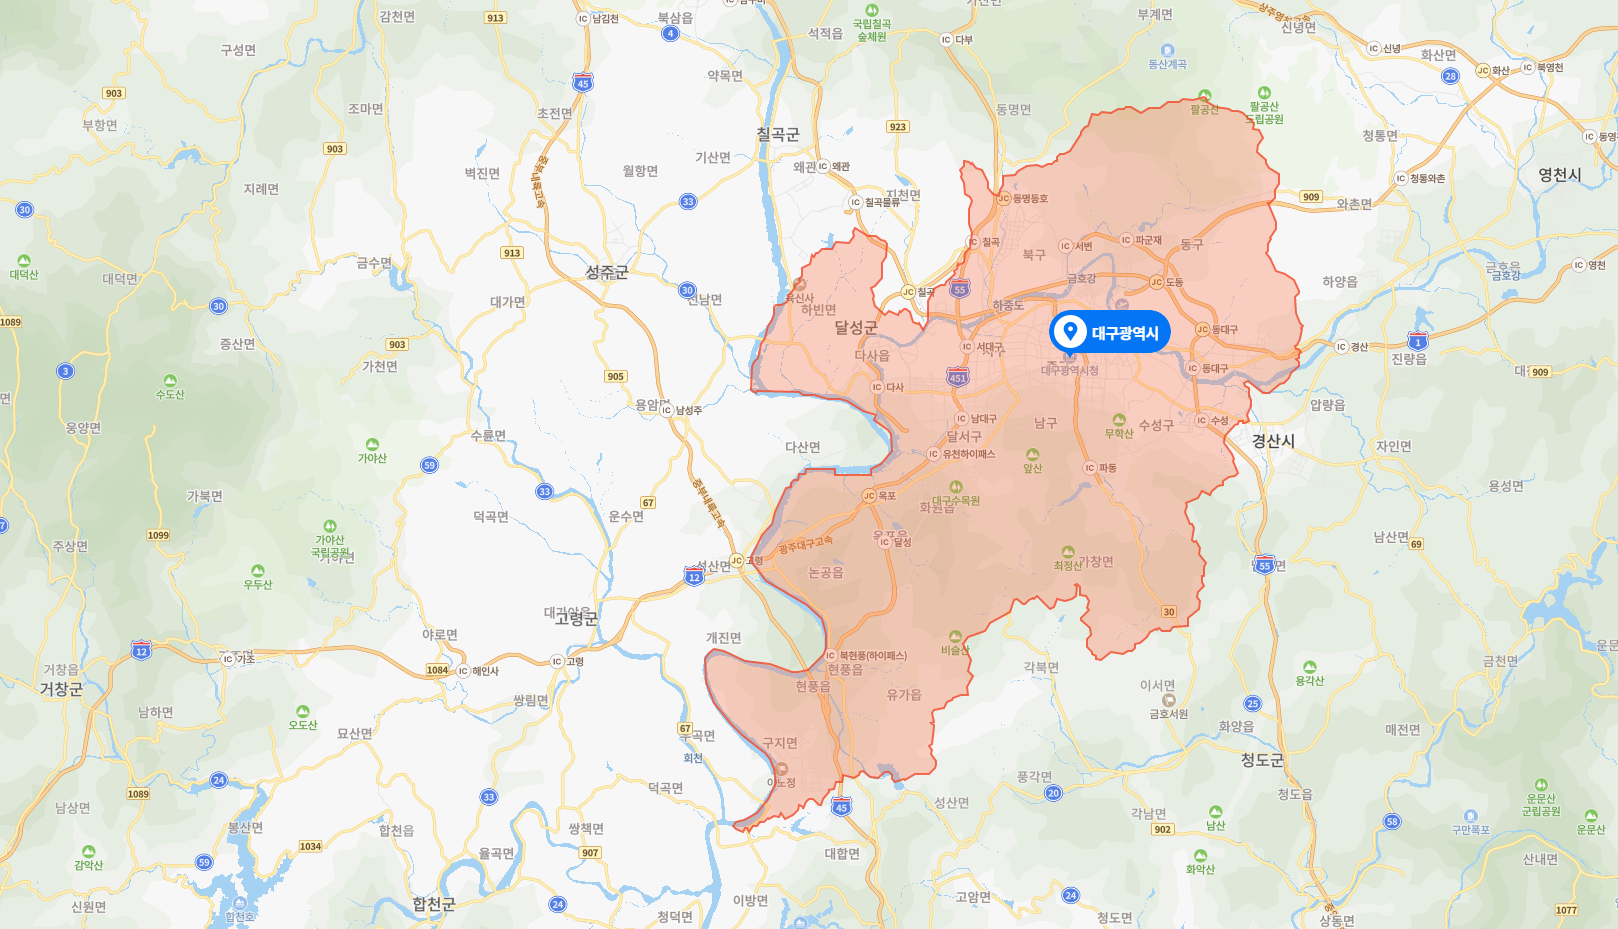 감천면
913
남김천
북삼읍
4
석적읍
국립칠곡
숲체원
다부
부계면
신녕면
신녕
화산면
28
화산
북영천
구성면
45
약목면
동산계곡
903
조마면
초전면
부항면
903
923
동명면
팔공산
팔공산
도립공원
청통면
칠곡군
기산면
왜관
벽진면
월항면
중부내륙고속
지례면
30
33
칠곡물류
진천면
동명동호
909
와촌면
청통와촌
영천시
913
대덕산
대덕면
금수면
성주군
칠곡
북구
서변
파군재
동구
금호강
도동
영천
금호읍
금호강
하양읍
30
대가면
30
선남면
육신사
하빈면
칠곡
55
하중도
1089
달성군
대구광역시
동대구
증산면
903
서대구
다사읍
대구광역시청
경산
1
진량읍
3
가천면
905
수도산
451
다사
동대구
909
용암면
남성주
남대구
남구
무학산
수성구
수성
압량읍
웅양면
수륜면
가야산
다산면
달서구
유천하이패스
앞산
파동
경산시
자인면
59
33
67
옥포
대구수목원
화원읍
용성면
가북면
덕곡면
운수면
중부내륙고속
1099
가야산
국립공원
주상면
광주대구고속
달성
최정산
가창면
남산면
69
우두산
12
성산면
고령
논공읍
55
30
고령군
12
개진면
야로면
비슬산
북현풍(하이패스)
현풍읍
현풍읍
가조
1084
해인사
고령
거창읍
거창군
각북면
금천면
용각산
쌍림면
유가읍
이서면
금호서원
25
화양읍
매전면
남하면
오도산
묘산면
67
구지면
회천
이노정
청도군
풍각면
20
청도읍
24
1089
33
덕곡면
남상면
45
성산면
각남면
902
남산
58
구만폭포
운문산
군립공원
운문산
봉산면
합천읍
쌍책면
1034
907
율곡면
대합면
화악산
산내면
감악산
59
신원면
합천호
합천군
24
이방면
청덕면
고암면
24
청도면
상동면
1077